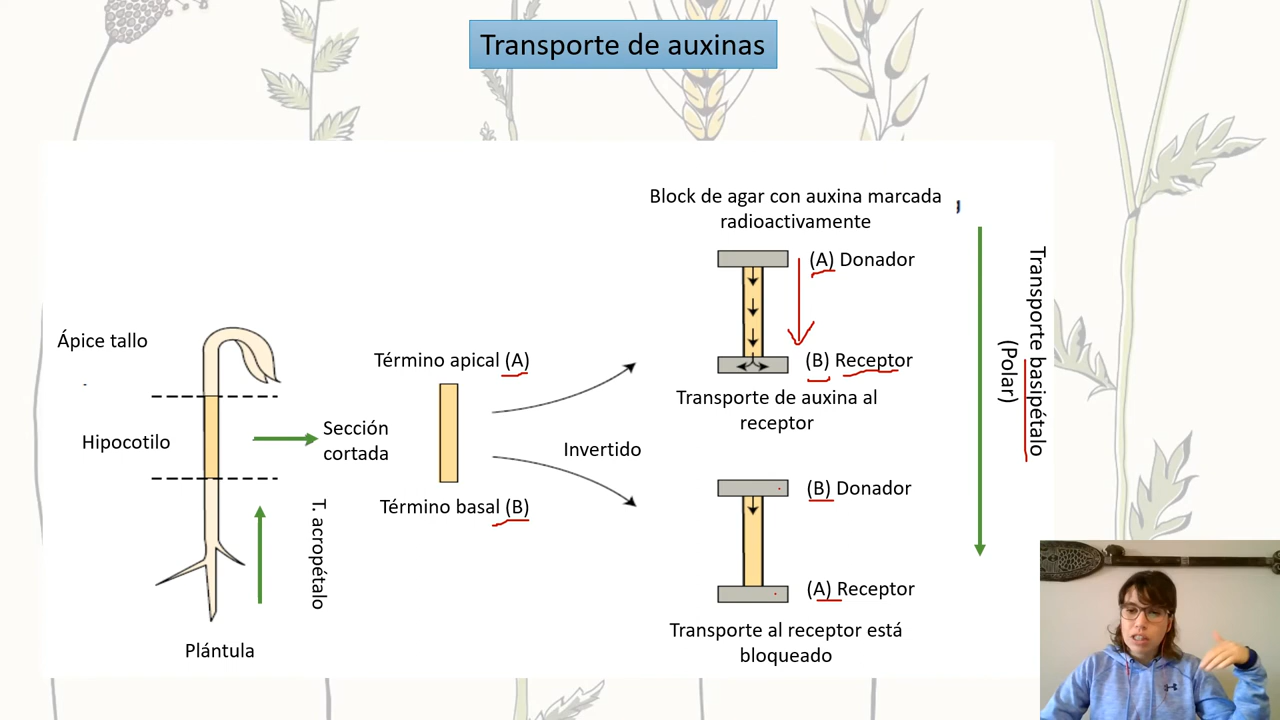 Transporte de auxinas
Block de agar con auxina marcada
radioactivamente
(A) Donador
(B) Receptor
Transporte de auxina al
receptor
Transporte basipétalo
(Polar)
Ápice tallo
Hipocotilo
Sección
cortada
T. acropétalo
Plántula
Término apical (A)
Término basal (B)
Invertido
(B) Donador
(A) Receptor
Transporte al receptor está
bloqueado